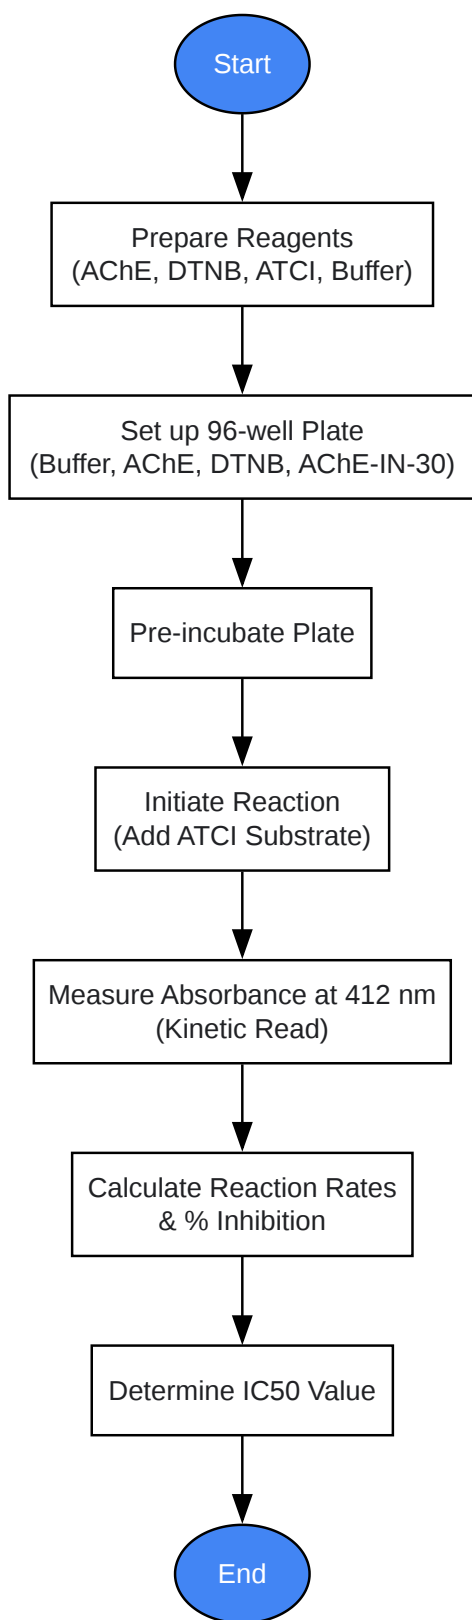 Start
Prepare Reagents
(AChE, DTNB, ATCI, Buffer)
Set up 96-well Plate
(Buffer, AChE, DTNB, AChE-IN-30)
Pre-incubate Plate
Initiate Reaction
(Add ATCI Substrate)
Measure Absorbance at 412 nm
(Kinetic Read)
Calculate Reaction Rates
& % Inhibition
Determine IC50 Value
End